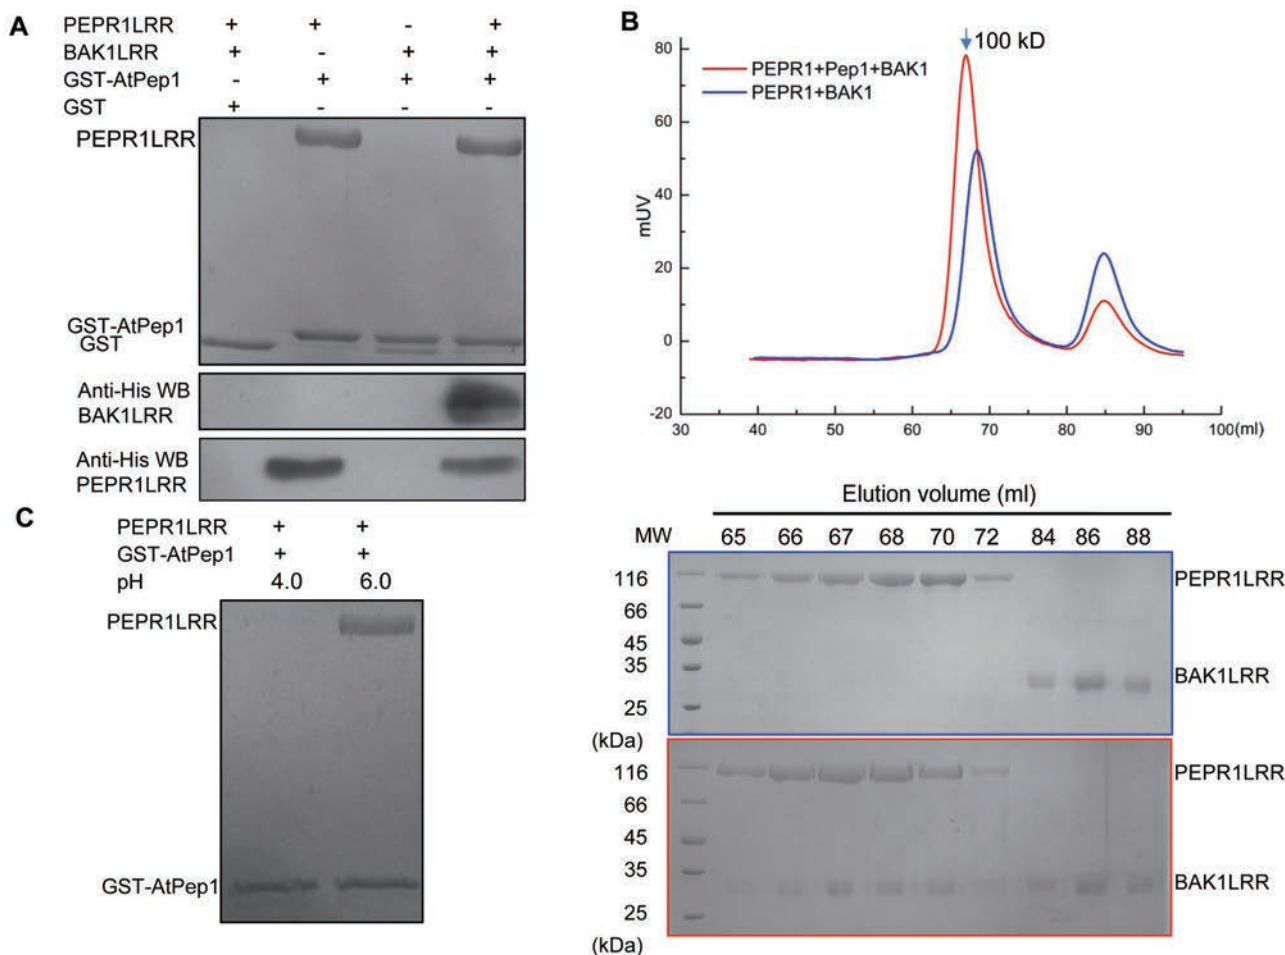 A
PEPR1LRR + + - +
BAK1LRR + - + +
GST-AtPep1 - + + +
GST + - - -
PEPR1LRR
GST-AtPep1
GST
Anti-His WB
BAK1LRR
Anti-His WB
PEPR1LRR
B
100 kD
PEPR1+Pep1+BAK1
PEPR1+BAK1
mUV
80
60
40
20
0
-20
30 40 50 60 70 80 90 100(ml)
C
PEPR1LRR + +
GST-AtPep1 + +
pH 4.0 6.0
PEPR1LRR
GST-AtPep1
Elution volume (ml)
MW 65 66 67 68 70 72 84 86 88
116 PEPR1LRR
66
45
35
BAK1LRR
25
(kDa)
116 PEPR1LRR
66
45
35
BAK1LRR
25
(kDa)